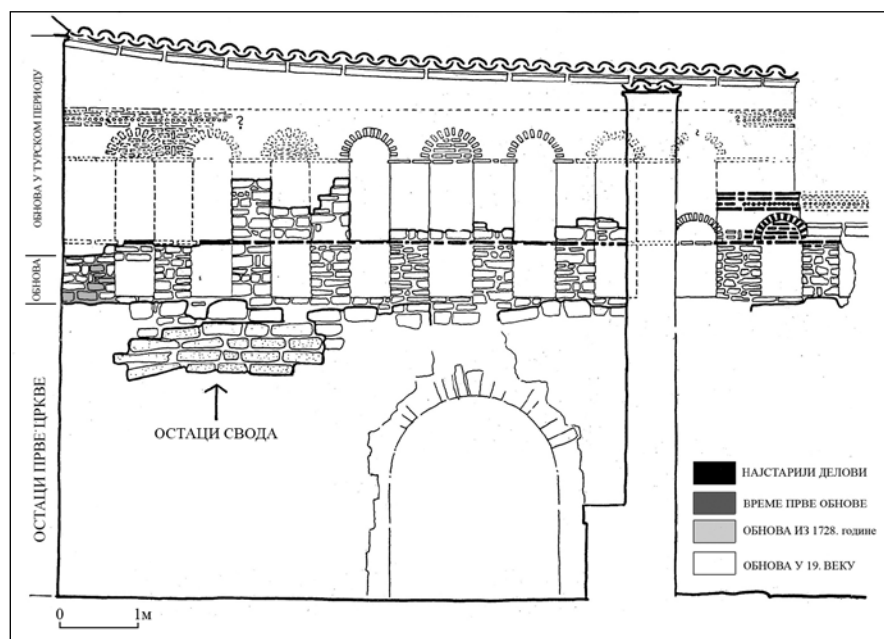 ОБНОВА У ТУРСКОМ ПЕРИОДУ
?
ОБНОВА
ОСТАЦИ ПРВЕ ЦРКВЕ
ОСТАЦИ СВОДА
НАЈСТАРИЈИ ДЕЛОВИ
ВРЕМЕ ПРВЕ ОБНОВЕ
ОБНОВА ИЗ 1728. године
ОБНОВА У 19. ВЕКУ
0 1м